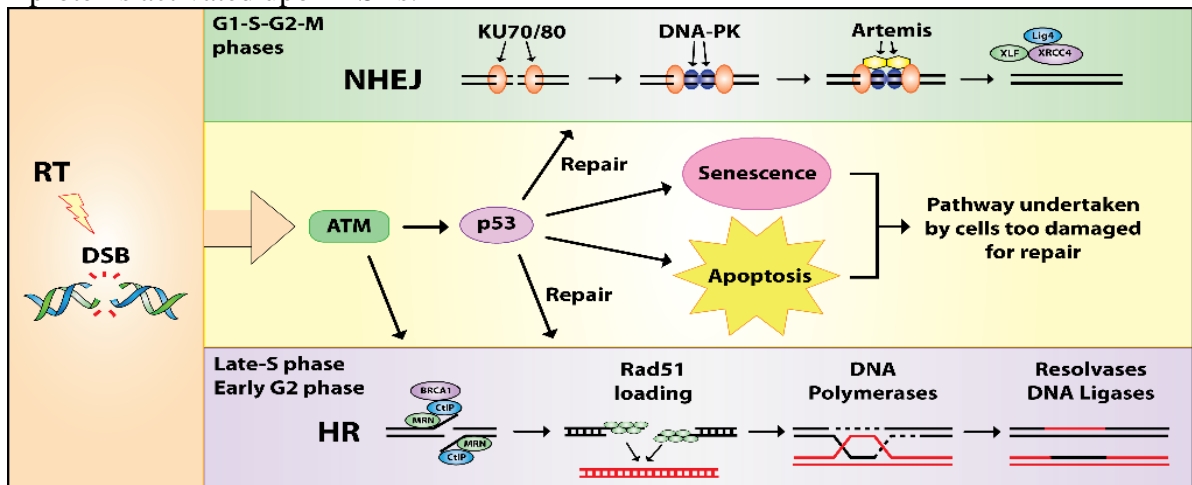 G1-S-G2-M
phases
NHEJ
KU70/80
DNA-PK
Artemis
Lig4
XLF
XRCC4
RT
DSB
ATM
p53
Repair
Repair
Senescence
Apoptosis
Pathway undertaken
by cells too damaged
for repair
Late-S phase
Early G2 phase
HR
BRCA1
CtIP
MRN
MRN
CtIP
Rad51
loading
DNA
Polymerases
Resolvases
DNA Ligases